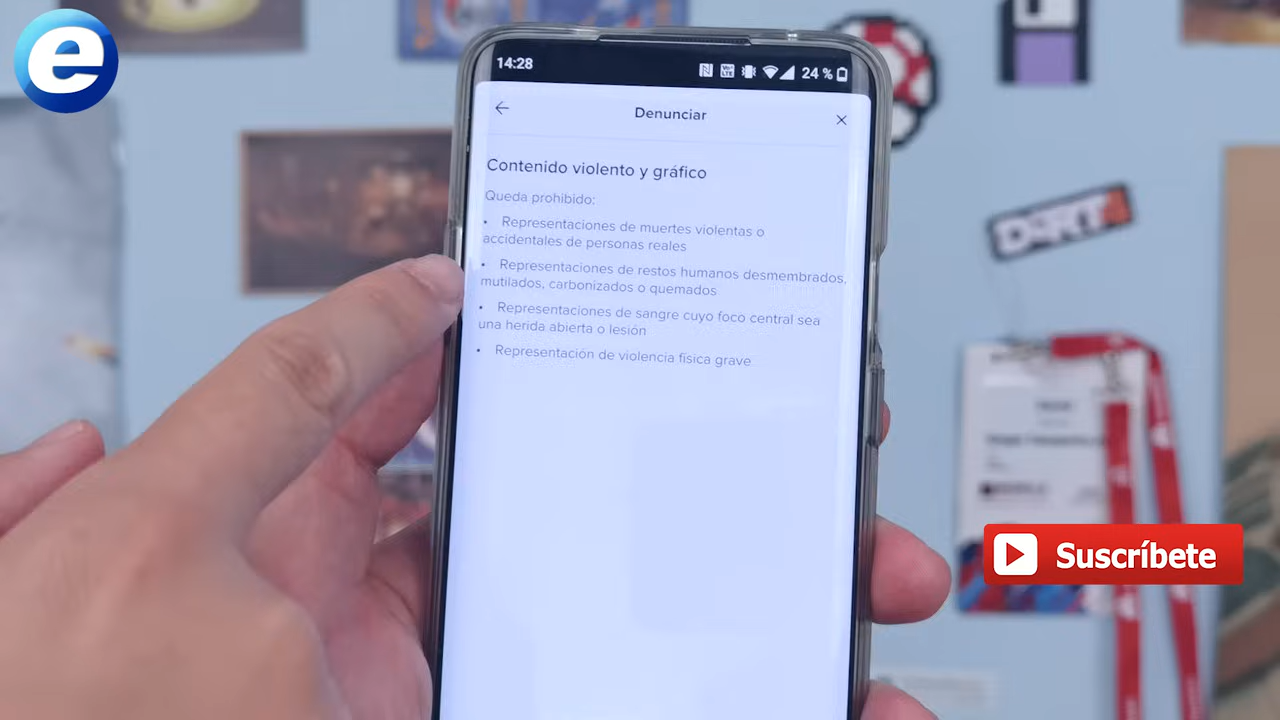 e
14:28
24 %
Denunciar
Contenido violento y gráfico
Queda prohibido:
• Representaciones de muertes violentas o
accidentales de personas reales
• Representaciones de restos humanos desmembrados,
mutilados, carbonizados o quemados
• Representaciones de sangre cuyo foco central sea
una herida abierta o lesión
• Representación de violencia física grave
DiRT4
Suscríbete